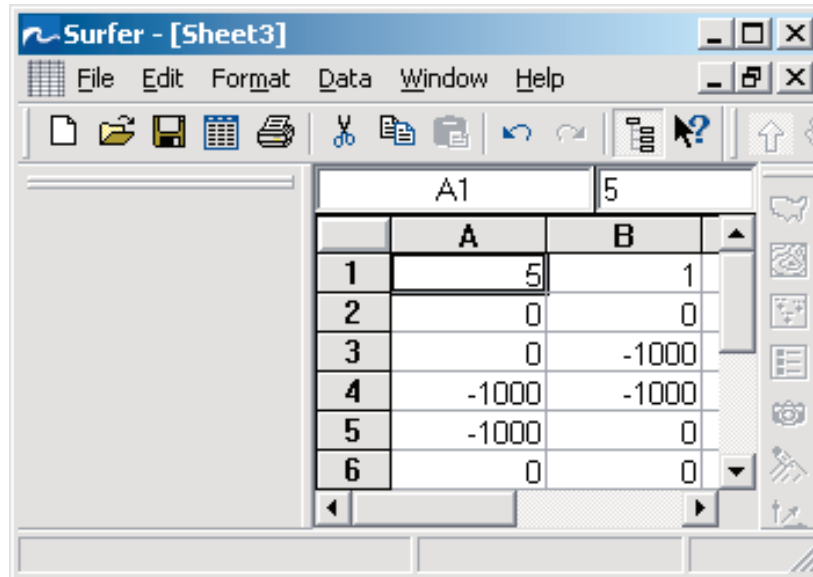 Surfer - [Sheet3]
File Edit Format Data Window Help
A1 5
A B
1 5 1
2 0 0
3 0 -1000
4 -1000 -1000
5 -1000 0
6 0 0